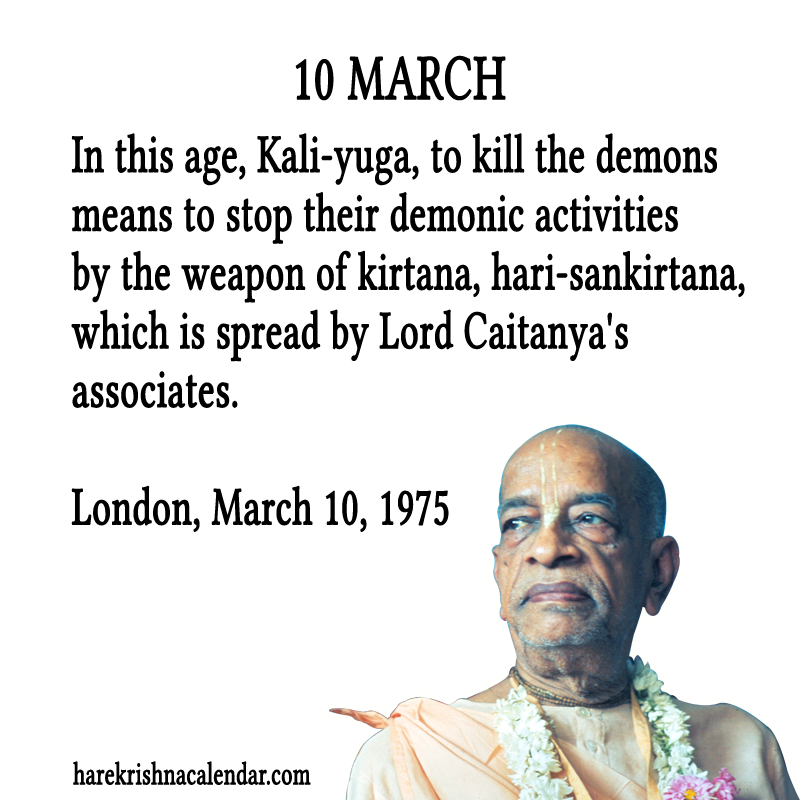 10 MARCH
In this age, Kali-yuga, to kill the demons
means to stop their demonic activities
by the weapon of kirtana, hari-sankirtana,
which is spread by Lord Caitanya's
associates.
London, March 10, 1975
harekrishnacalendar.com